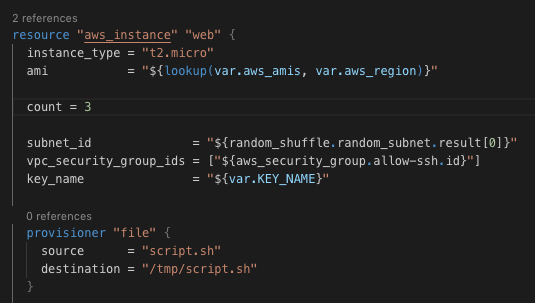 2 references
resource "aws_instance" "web" {
instance_type = "t2.micro"
ami = "${lookup(var.aws_amis, var.aws_region)}"
count = 3
subnet_id = "${random_shuffle.random_subnet.result[0]}"
vpc_security_group_ids = ["${aws_security_group.allow-ssh.id}"]
key_name = "${var.KEY_NAME}"
0 references
provisioner "file" {
source = "script.sh"
destination = "/tmp/script.sh"
}